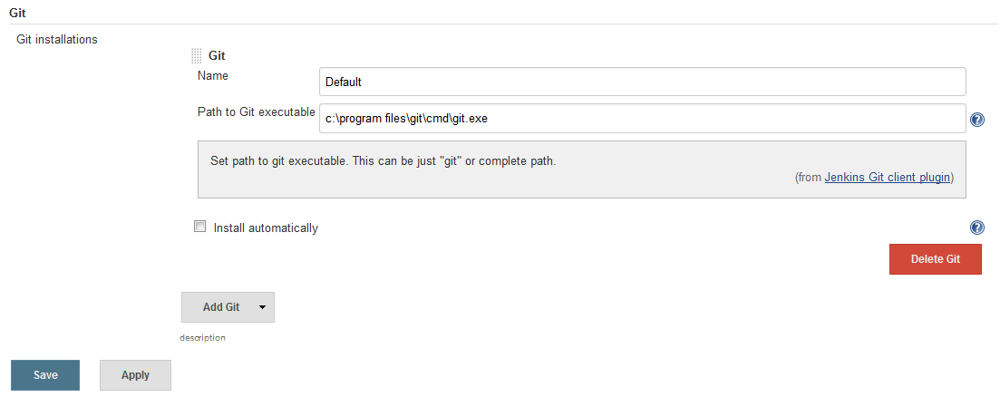 Git
Git installations
Git
Name
Default
Path to Git executable
c:\program files\git\cmd\git.exe
?
Set path to git executable. This can be just "git" or complete path.
(from Jenkins Git client plugin)
Install automatically
?
Delete Git
Add Git
description
Save
Apply